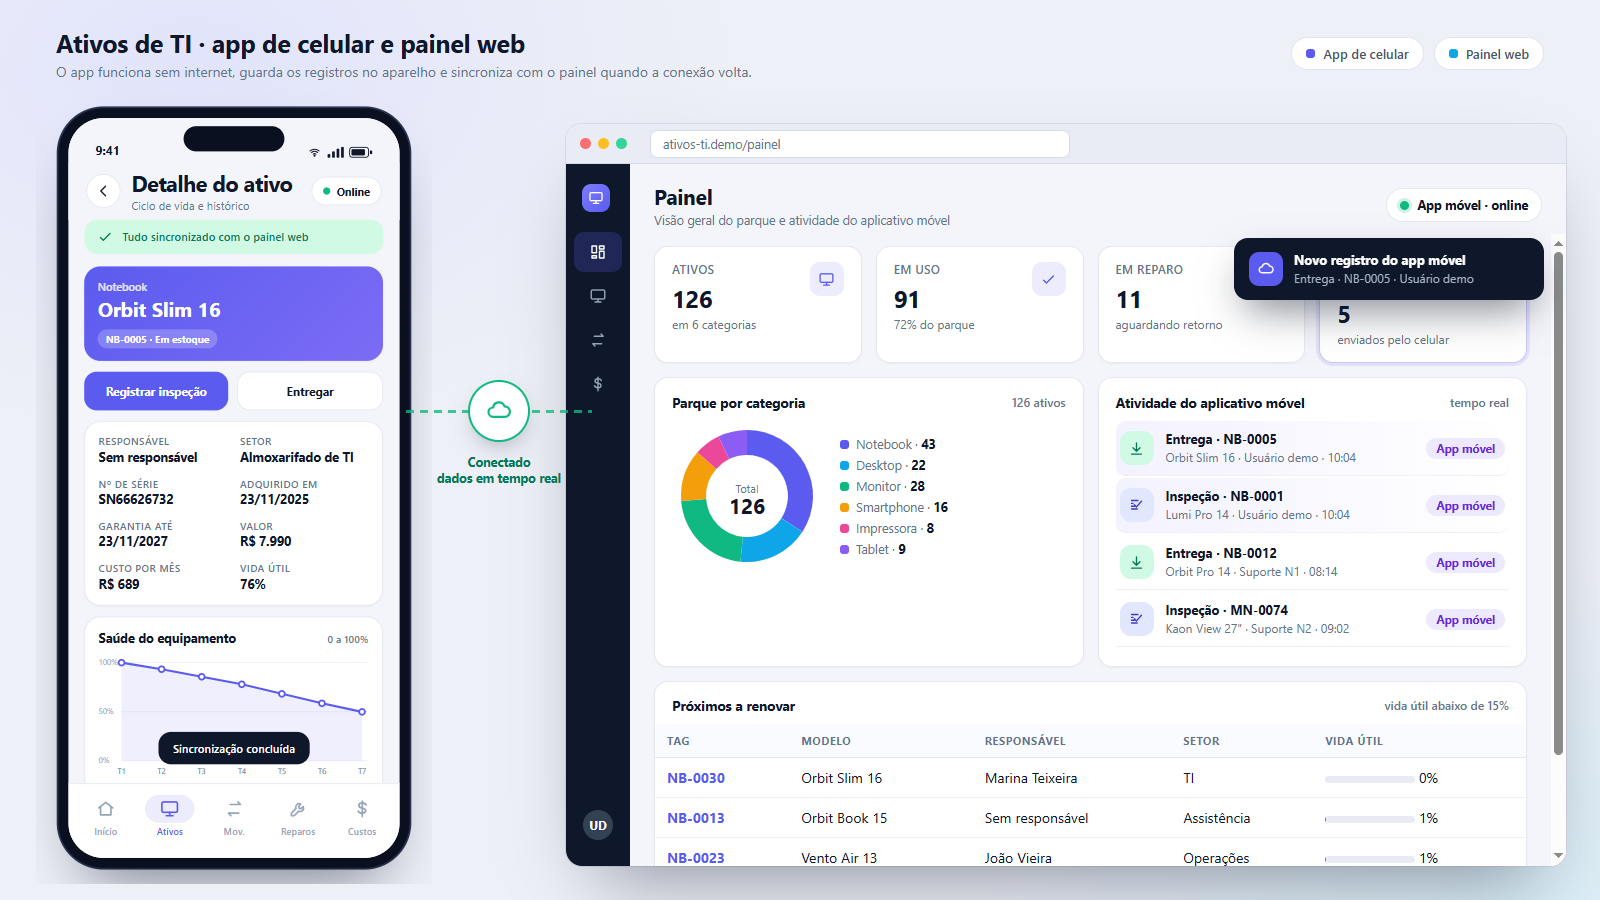 Ativos de TI · app de celular e painel web
O app funciona sem internet, guarda os registros no aparelho e sincroniza com o painel quando a conexão volta.
App de celular
Painel web
9:41
Detalhe do ativo
Ciclo de vida e histórico
Online
Tudo sincronizado com o painel web
Notebook
Orbit Slim 16
NB-0005 · Em estoque
Registrar inspeção
Entregar
RESPONSÁVEL
Sem responsável
SETOR
Almoxarifado de TI
Nº DE SÉRIE
SN66626732
ADQUIRIDO EM
23/11/2025
GARANTIA ATÉ
23/11/2027
VALOR
R$ 7.990
CUSTO POR MÊS
R$ 689
VIDA ÚTIL
76%
Saúde do equipamento
0 a 100%
100%
50%
0%
Sincronização concluída
T1 T2 T3 T4 T5 T6 T7
Início
Ativos
Mov.
Reparos
Custos
Conectado
dados em tempo real
ativos-ti.demo/painel
UD
Painel
Visão geral do parque e atividade do aplicativo móvel
App móvel · online
Novo registro do app móvel
Entrega · NB-0005 · Usuário demo
ATIVOS
126
em 6 categorias
EM USO
91
72% do parque
EM REPARO
11
aguardando retorno
5
enviados pelo celular
Parque por categoria
126 ativos
Total
126
Notebook · 43
Desktop · 22
Monitor · 28
Smartphone · 16
Impressora · 8
Tablet · 9
Atividade do aplicativo móvel
tempo real
Entrega · NB-0005
Orbit Slim 16 · Usuário demo · 10:04
App móvel
Inspeção · NB-0001
Lumi Pro 14 · Usuário demo · 10:04
App móvel
Entrega · NB-0012
Orbit Pro 14 · Suporte N1 · 08:14
App móvel
Inspeção · MN-0074
Kaon View 27" · Suporte N2 · 09:02
App móvel
Próximos a renovar
vida útil abaixo de 15%
TAG MODELO RESPONSÁVEL SETOR VIDA ÚTIL
NB-0030 Orbit Slim 16 Marina Teixeira TI 0%
NB-0013 Orbit Book 15 Sem responsável Assistência 1%
NB-0023 Vento Air 13 João Vieira Operações 1%